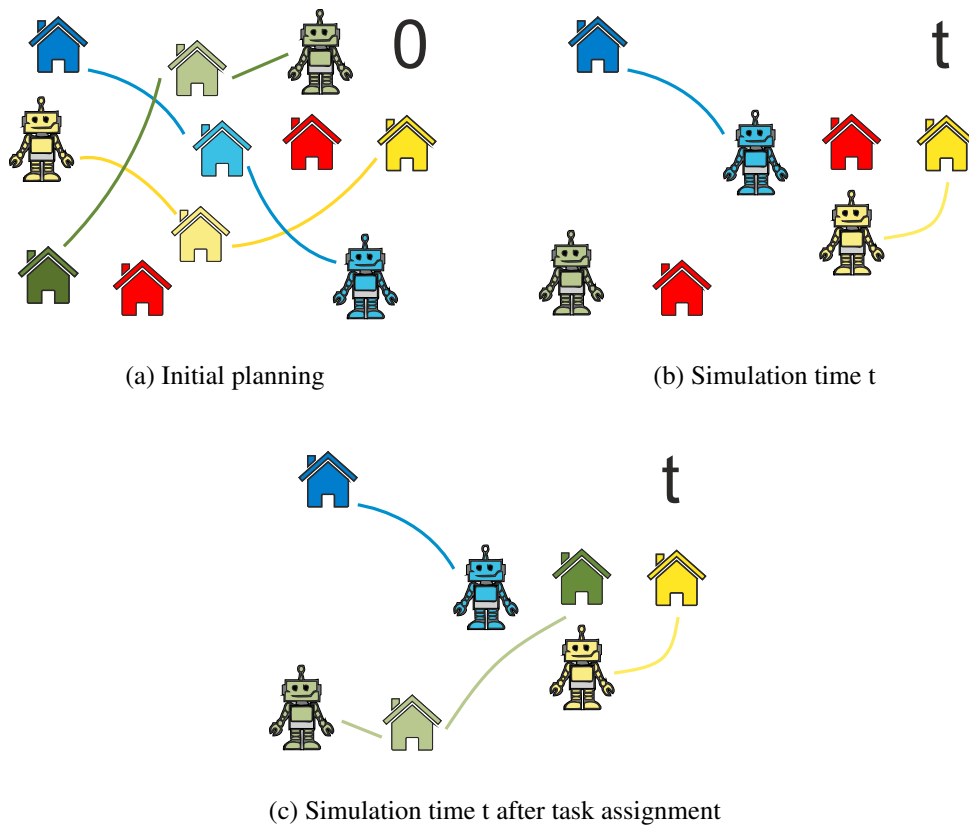 0
t
(a) Initial planning
(b) Simulation time t
t
(c) Simulation time t after task assignment